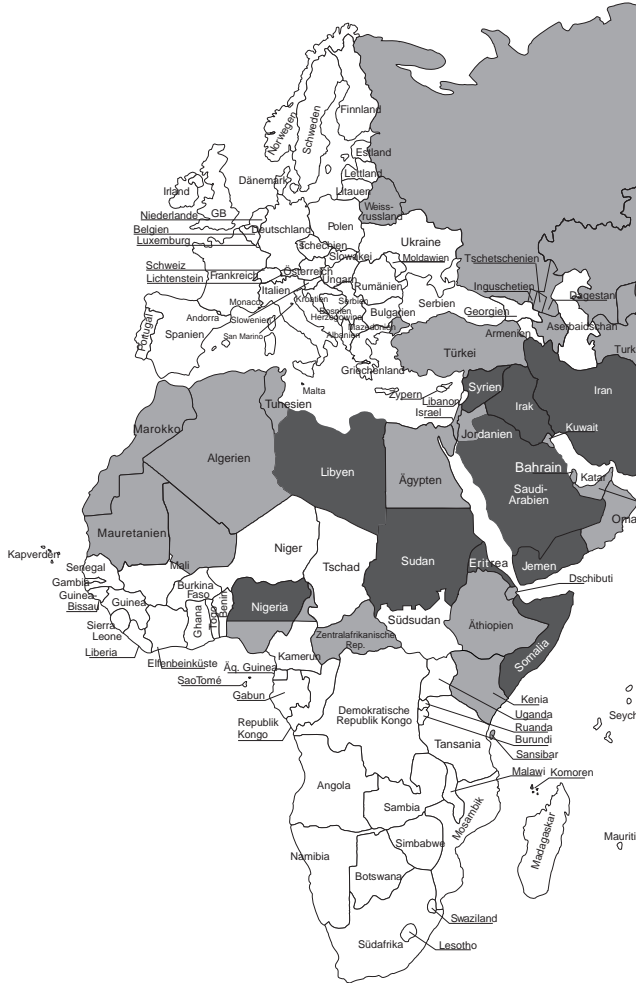 Finnland
Schweden
Norwegen
Estland
Lettland
Litauen
Dänemark
Irland
Weiss-
russland
Niederlande
GB
Belgien
Luxemburg
Deutschland
Polen
Ukraine
Tschechien
Slowakei
Moldawien
Tschetschenien
Schweiz
Lichtenstein
Frankreich
Österreich
Ungarn
Rumänien
Inguschetien
Italien
Dagestan
Monaco
Kroatien
Serbien
Serbien
Andorra
Slowenien
Bosnien
Herzegowina
Bulgarien
Georgien
Portugal
Spanien
San Marino
Mazedonien
Albanien
Armenien
Aserbaidschan
Türkei
Turk
Griechenland
Malta
Zypern
Libanon
Israel
Syrien
Irak
Iran
Tunesien
Marokko
Jordanien
Kuwait
Algerien
Libyen
Ägypten
Bahrain
Saudi-
Arabien
Katar
Oma
Mauretanien
Kapverden
Niger
Tschad
Sudan
Eritrea
Jemen
Senegal
Mali
Gambia
Burkina
Faso
Dschibuti
Guinea-
Bissau
Guinea
Benin
Togo
Ghana
Nigeria
Südsudan
Äthiopien
Sierra
Leone
Liberia
Elfenbeinküste
Zentralafrikanische
Rep.
Somalia
Kamerun
Äq. Guinea
SaoTomé
Gabun
Kenia
Uganda
Ruanda
Burundi
Sansibar
Seych
Republik
Kongo
Demokratische
Republik Kongo
Tansania
Malawi
Komoren
Angola
Sambia
Mosambik
Madagaskar
Mauriti
Simbabwe
Namibia
Botswana
Swaziland
Südafrika
Lesotho